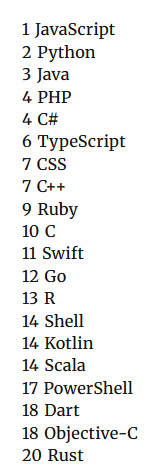 1 JavaScript
2 Python
3 Java
4 PHP
4 C#
6 TypeScript
7 CSS
7 C++
9 Ruby
10 C
11 Swift
12 Go
13 R
14 Shell
14 Kotlin
14 Scala
17 PowerShell
18 Dart
18 Objective-C
20 Rust